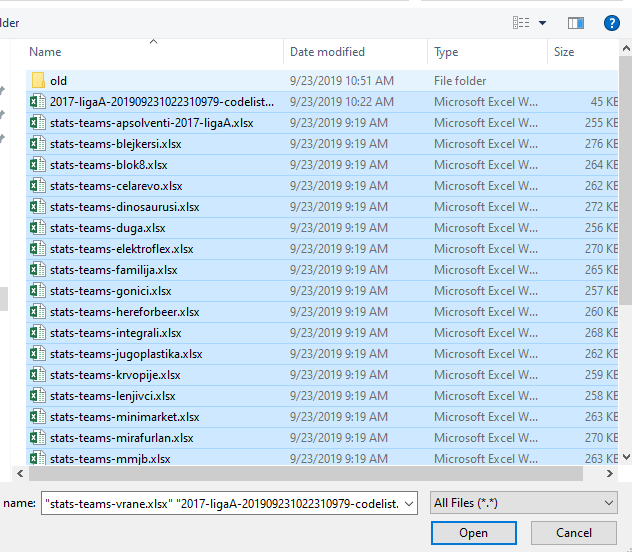 lder
?
Name Date modified Type Size
old 9/23/2019 10:51 AM File folder
2017-ligaA-201909231022310979-codelist... 9/23/2019 10:22 AM Microsoft Excel W... 45 KB
stats-teams-apsolventi-2017-ligaA.xlsx 9/23/2019 9:19 AM Microsoft Excel W... 255 KB
stats-teams-blejkersi.xlsx 9/23/2019 9:19 AM Microsoft Excel W... 276 KB
stats-teams-blok8.xlsx 9/23/2019 9:19 AM Microsoft Excel W... 264 KB
stats-teams-celarevo.xlsx 9/23/2019 9:19 AM Microsoft Excel W... 262 KB
stats-teams-dinosaurusi.xlsx 9/23/2019 9:19 AM Microsoft Excel W... 272 KB
stats-teams-duga.xlsx 9/23/2019 9:19 AM Microsoft Excel W... 256 KB
stats-teams-elektroflex.xlsx 9/23/2019 9:19 AM Microsoft Excel W... 270 KB
stats-teams-familija.xlsx 9/23/2019 9:19 AM Microsoft Excel W... 265 KB
stats-teams-gonici.xlsx 9/23/2019 9:19 AM Microsoft Excel W... 257 KB
stats-teams-hereforbeer.xlsx 9/23/2019 9:19 AM Microsoft Excel W... 260 KB
stats-teams-integrali.xlsx 9/23/2019 9:19 AM Microsoft Excel W... 268 KB
stats-teams-jugoplastika.xlsx 9/23/2019 9:19 AM Microsoft Excel W... 262 KB
stats-teams-krvopije.xlsx 9/23/2019 9:19 AM Microsoft Excel W... 259 KB
stats-teams-lenjivci.xlsx 9/23/2019 9:19 AM Microsoft Excel W... 258 KB
stats-teams-minimarket.xlsx 9/23/2019 9:19 AM Microsoft Excel W... 263 KB
stats-teams-mirafurlan.xlsx 9/23/2019 9:19 AM Microsoft Excel W... 270 KB
stats-teams-mmjb.xlsx 9/23/2019 9:19 AM Microsoft Excel W... 263 KB
name: "stats-teams-vrane.xlsx" "2017-ligaA-201909231022310979-codelist. All Files (*.*)
Open Cancel